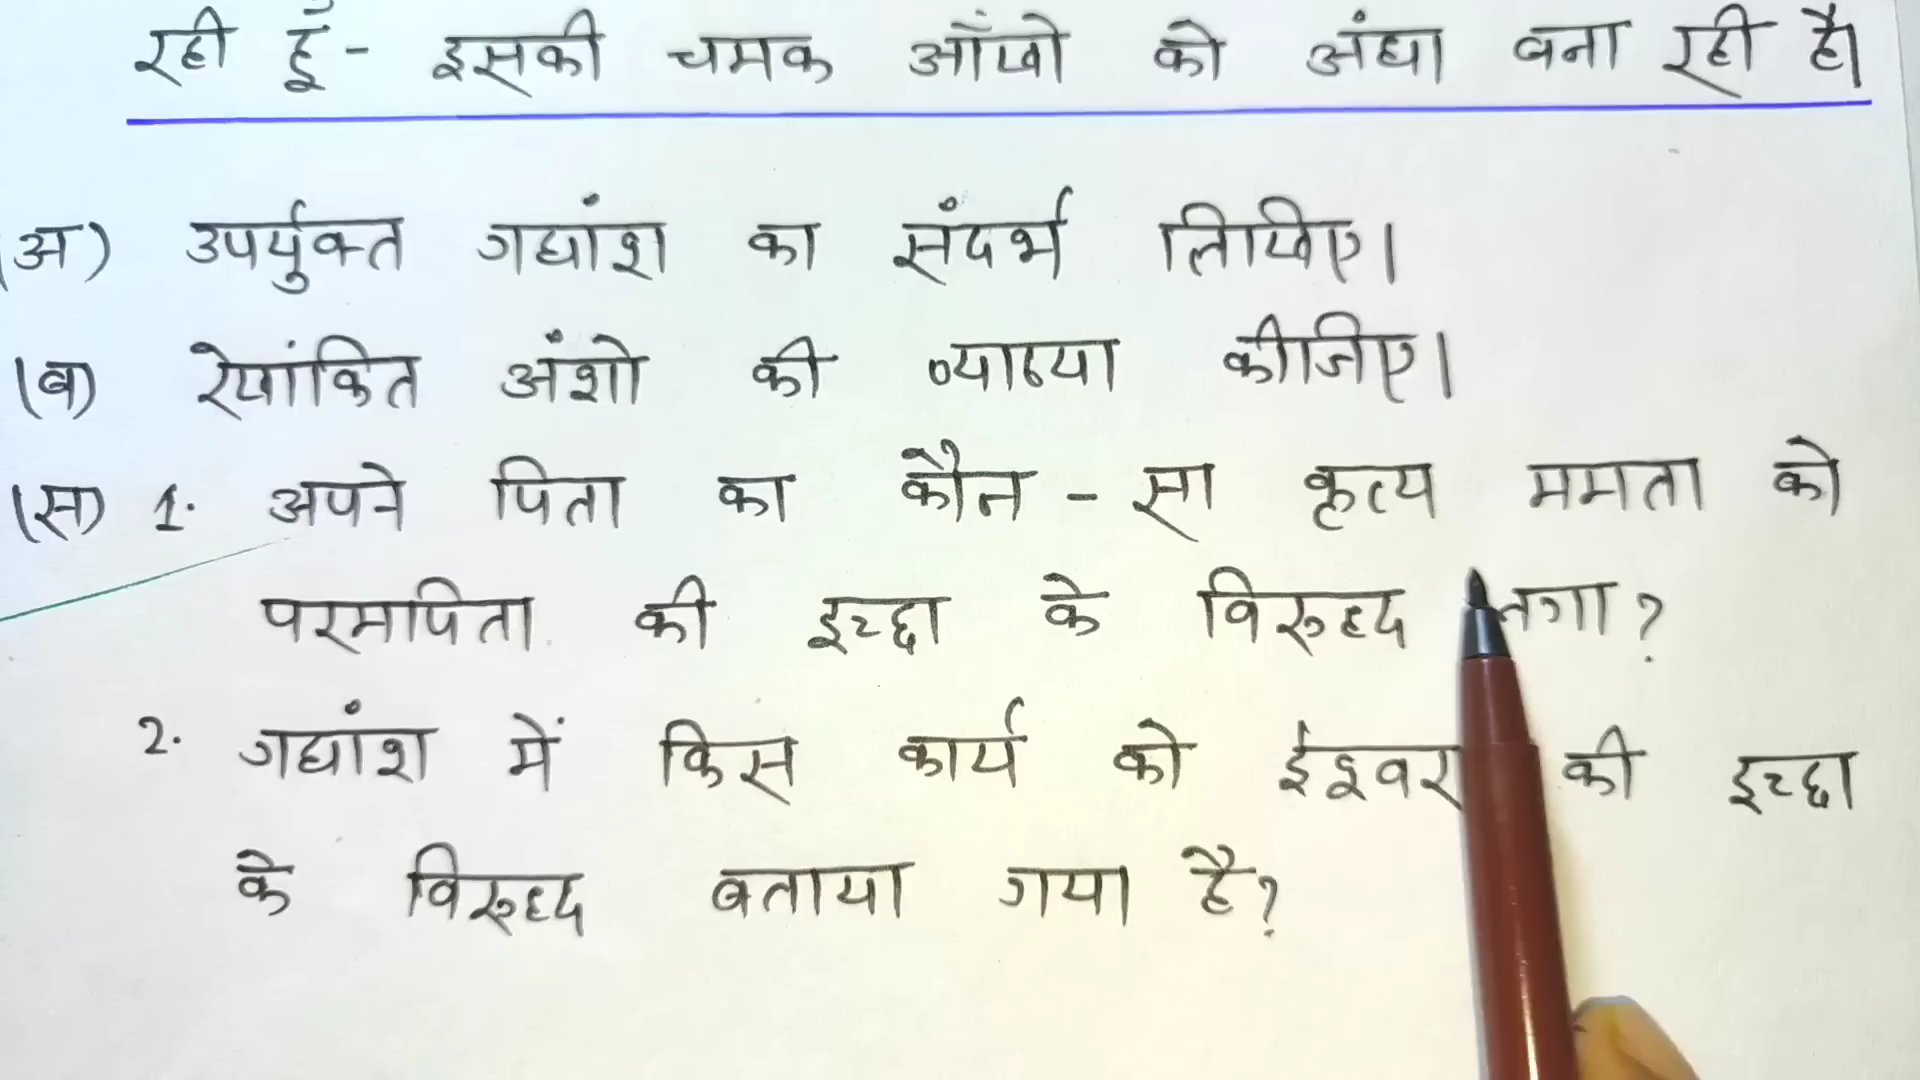 रही हूँ - इसकी चमक आँखो को अंधा बना रही है।
(अ) उपर्युक्त गद्यांश का संदर्भ लिखिए।
(ब) रेखांकित अंशो की व्याख्या कीजिए।
(स) 1. अपने पिता का कौन - सा कृत्य ममता को
परमपिता की इच्छा के विरुद्ध लगा?
2. गद्यांश में किस कार्य को ईश्वर की इच्छा
के विरुद्ध बताया गया है?